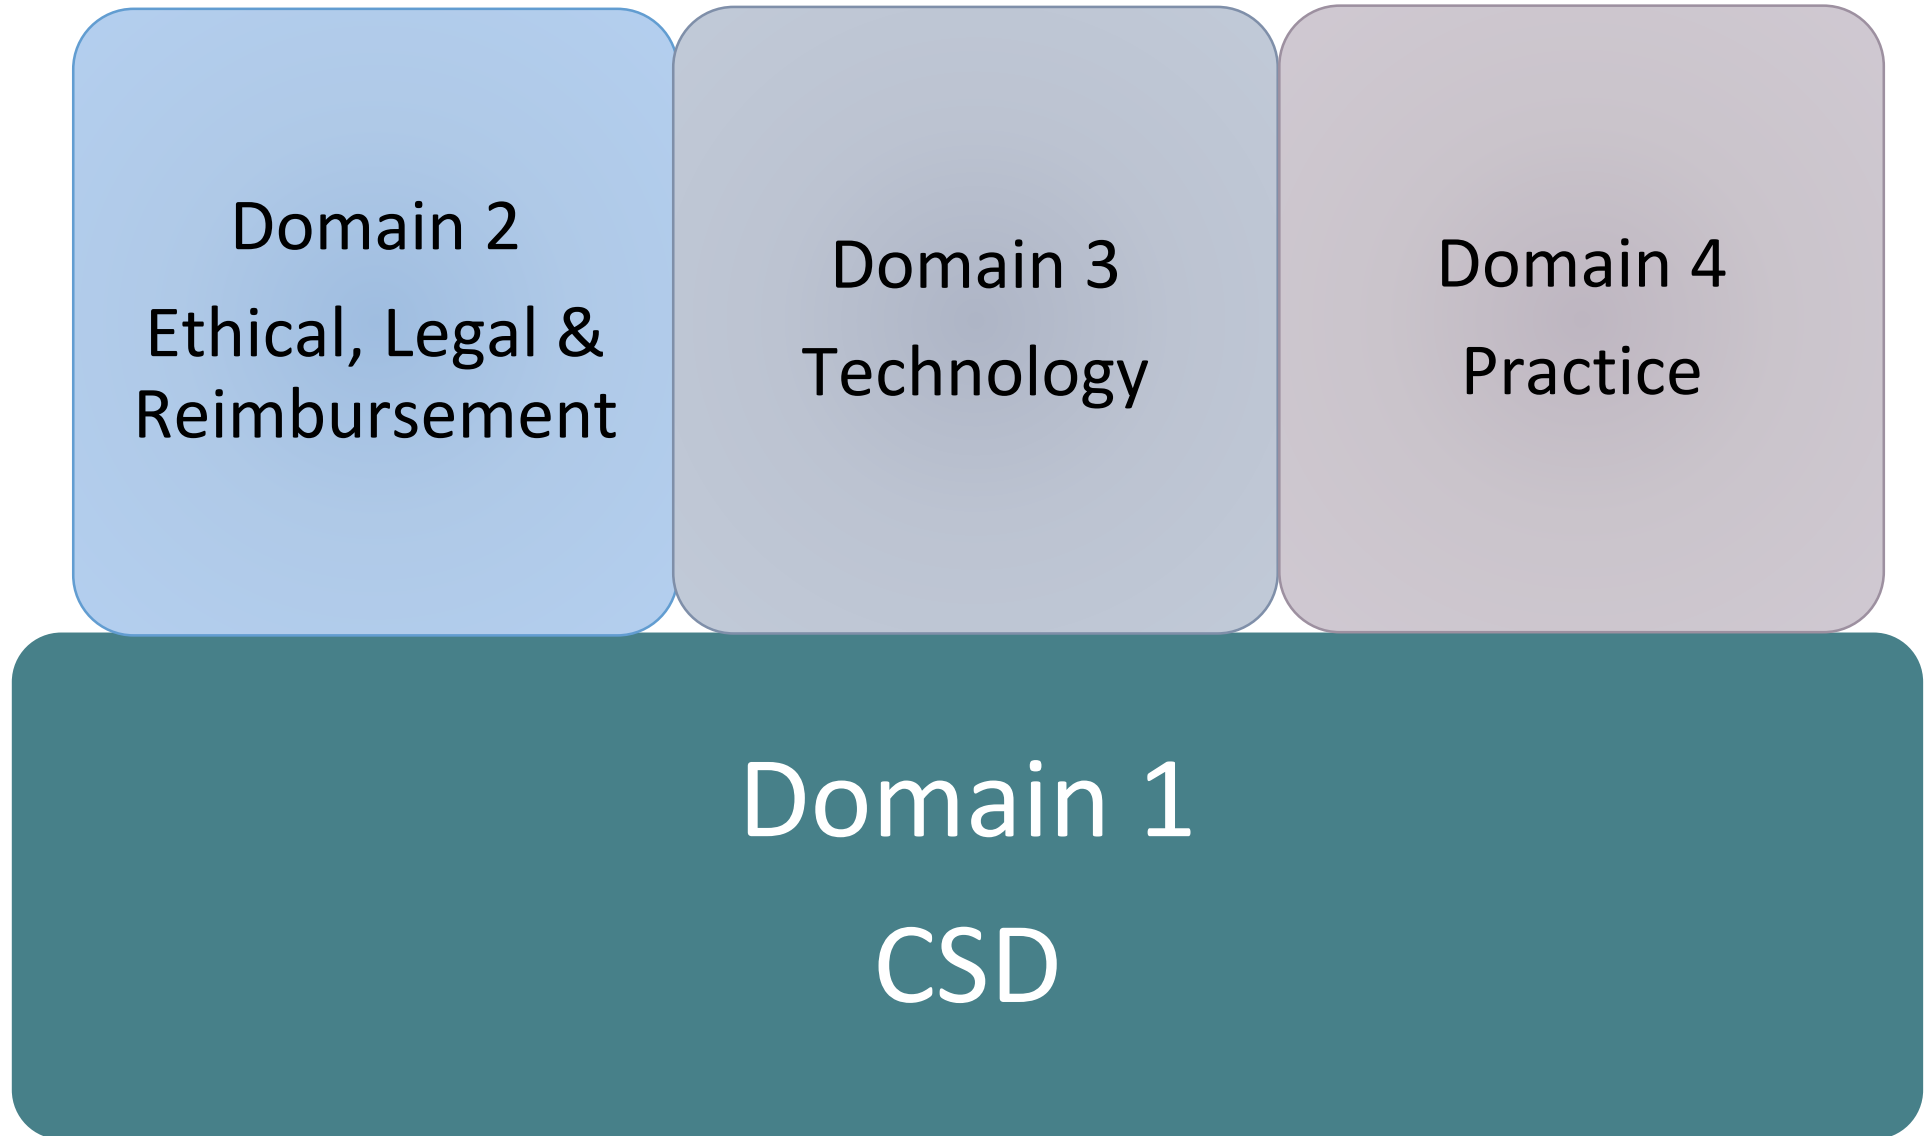 Domain 2
Ethical, Legal &
Reimbursement
Domain 3
Technology
Domain 4
Practice
Domain 1
CSD